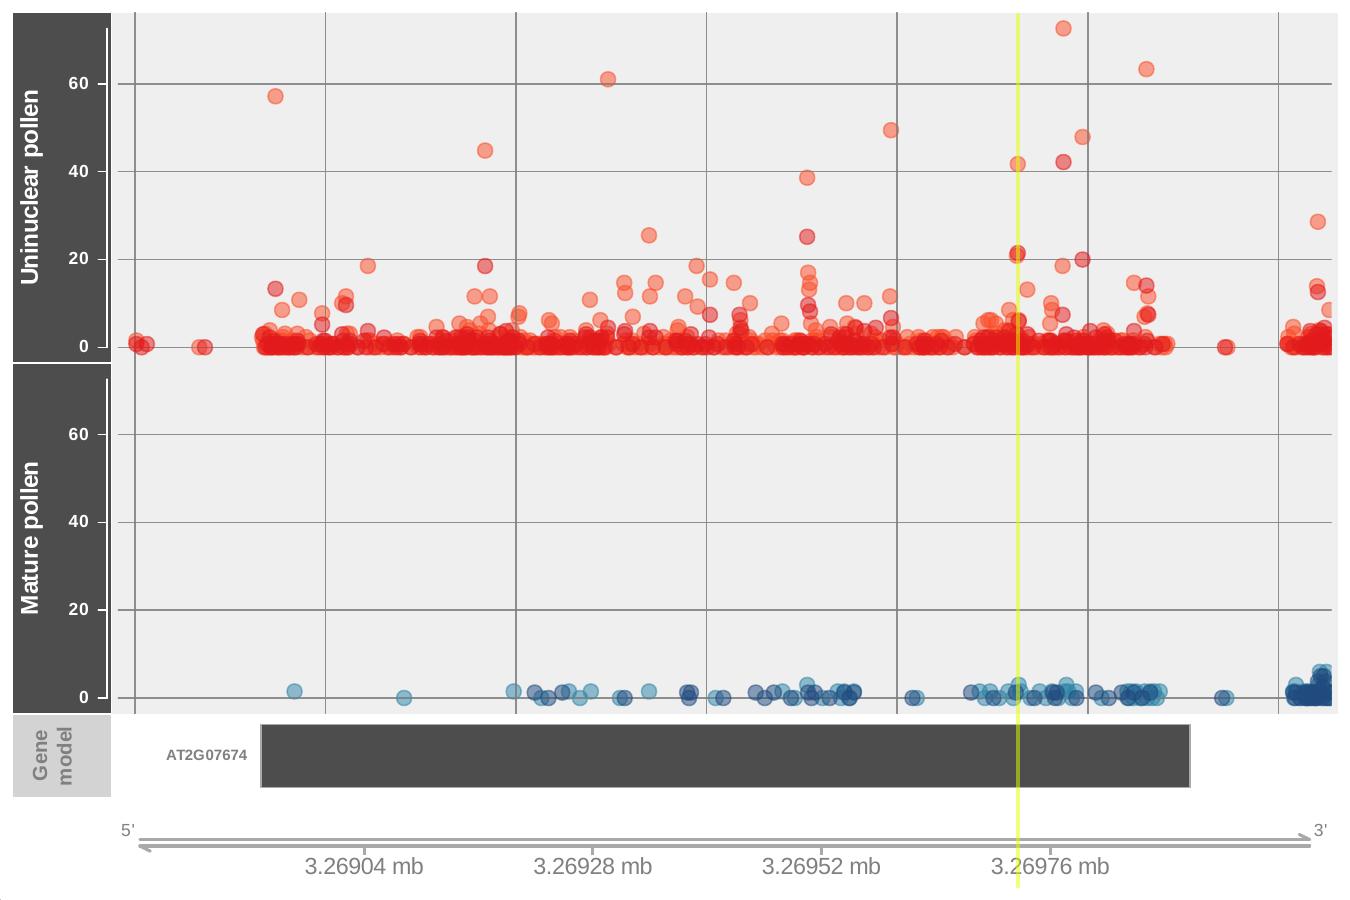 Uninuclear pollen
60
40
20
0
Mature pollen
60
40
20
0
Gene
model
AT2G07674
5'
3'
3.26904 mb
3.26928 mb
3.26952 mb
3.26976 mb